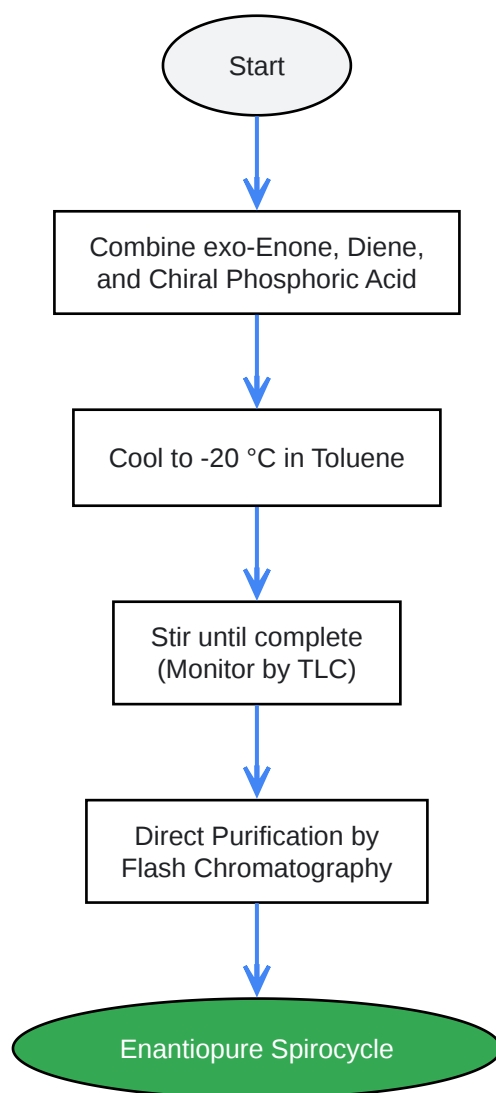 Start
Combine exo-Enone, Diene,
and Chiral Phosphoric Acid
Cool to -20 °C in Toluene
Stir until complete
(Monitor by TLC)
Direct Purification by
Flash Chromatography
Enantiopure Spirocycle